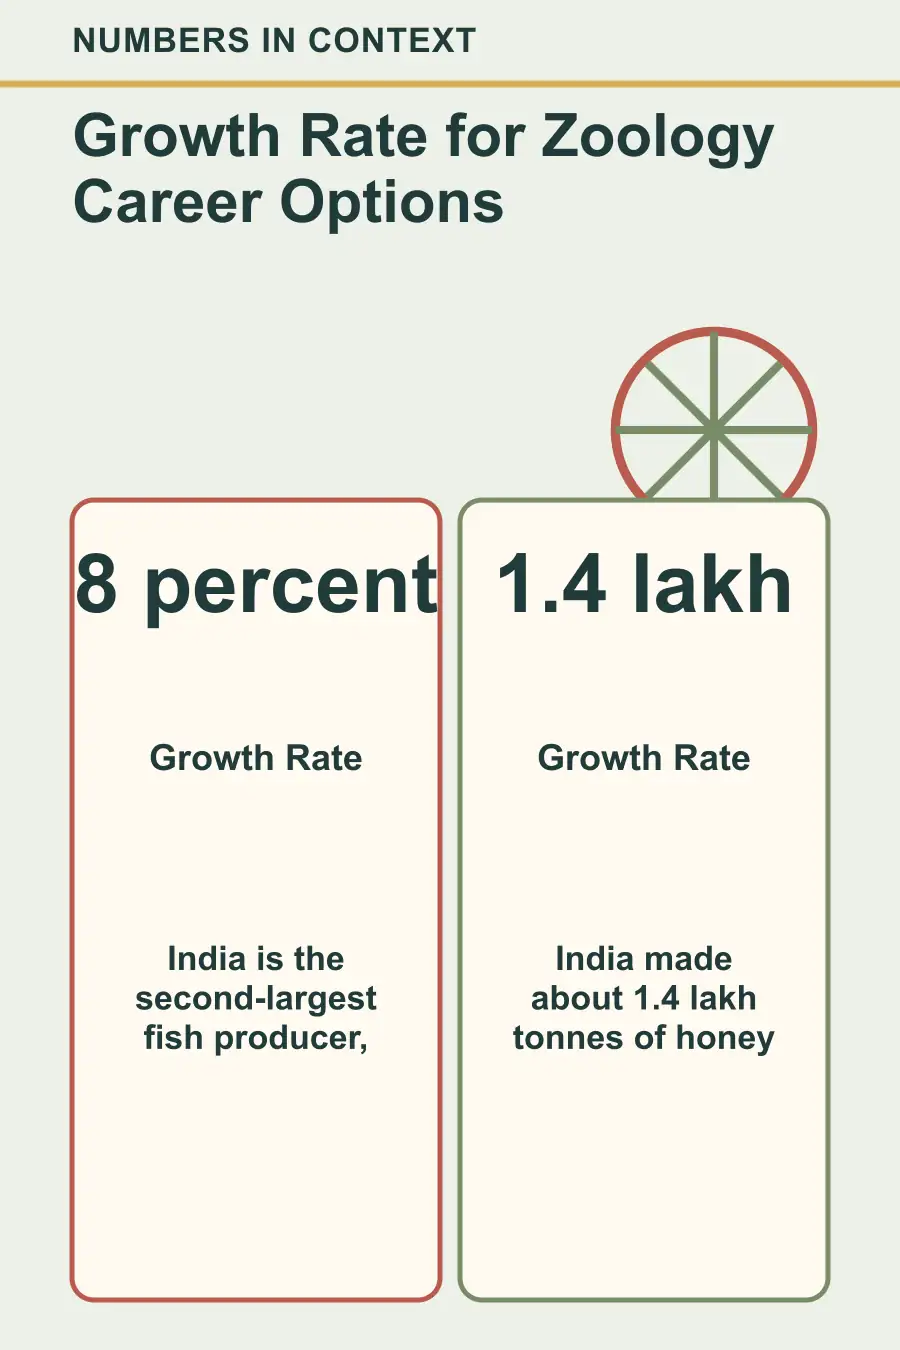 NUMBERS IN CONTEXT
Growth Rate for Zoology
Career Options
8 percent
Growth Rate
India is the
second-largest
fish producer,
1.4 lakh
Growth Rate
India made
about 1.4 lakh
tonnes of honey